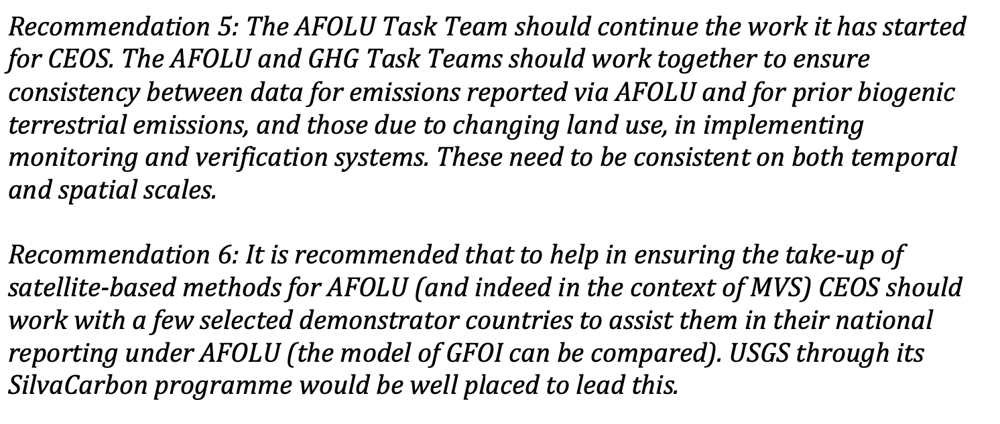 Recommendation 5: The AFOLU Task Team should continue the work it has started
for CEOS. The AFOLU and GHG Task Teams should work together to ensure
consistency between data for emissions reported via AFOLU and for prior biogenic
terrestrial emissions, and those due to changing land use, in implementing
monitoring and verification systems. These need to be consistent on both temporal
and spatial scales.
Recommendation 6: It is recommended that to help in ensuring the take-up of
satellite-based methods for AFOLU (and indeed in the context of MVS) CEOS should
work with a few selected demonstrator countries to assist them in their national
reporting under AFOLU (the model of GFOI can be compared). USGS through its
SilvaCarbon programme would be well placed to lead this.